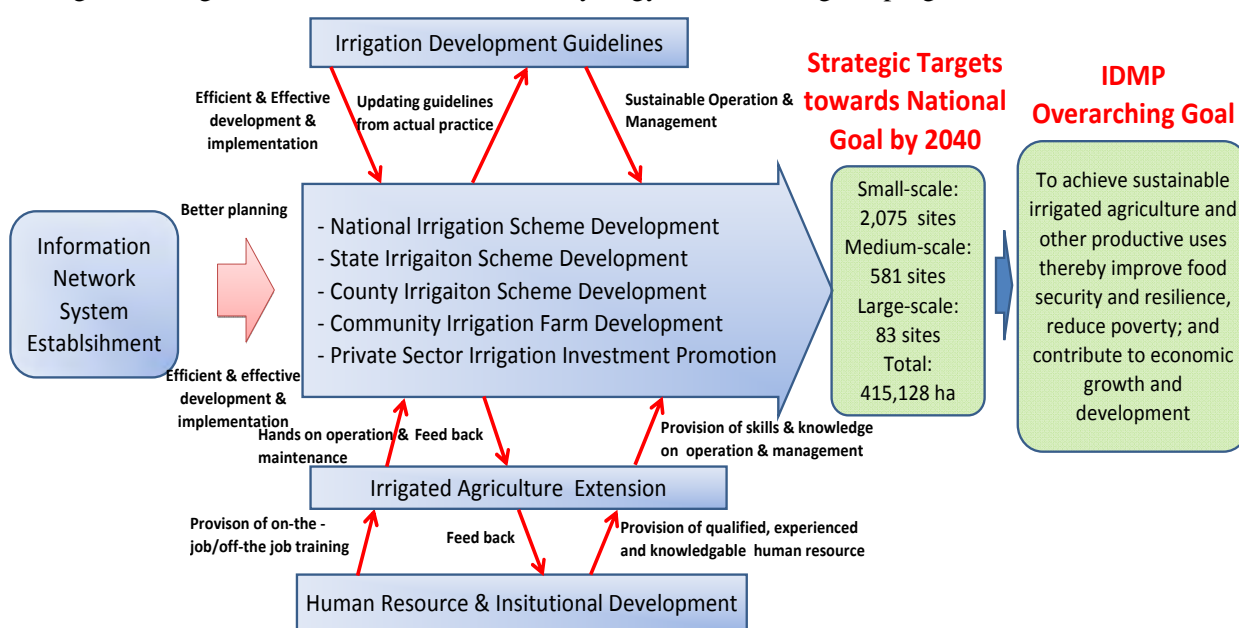 Irrigation Development Guidelines
Efficient & Effective
development &
implementation
Updating guidelines
from actual practice
Sustainable Operation &
Management
Strategic Targets
towards National
Goal by 2040
IDMP
Overarching Goal
Information
Network
System
Establsihment
Better planning
Efficient & effective
development &
implementation
- National Irrigation Scheme Development
- State Irrigaiton Scheme Development
- County Irrigaiton Scheme Development
- Community Irrigation Farm Development
- Private Sector Irrigation Investment Promotion
Small-scale:
2,075 sites
Medium-scale:
581 sites
Large-scale:
83 sites
Total:
415,128 ha
To achieve sustainable
irrigated agriculture and
other productive uses
thereby improve food
security and resilience,
reduce poverty; and
contribute to economic
growth and
development
Hands on operation &
maintenance
Feed back
Provision of skills & knowledge
on operation & management
Irrigated Agriculture Extension
Provison of on-the -
job/off-the job training
Feed back
Provision of qualified, experienced
and knowledgable human resource
Human Resource & Insitutional Development